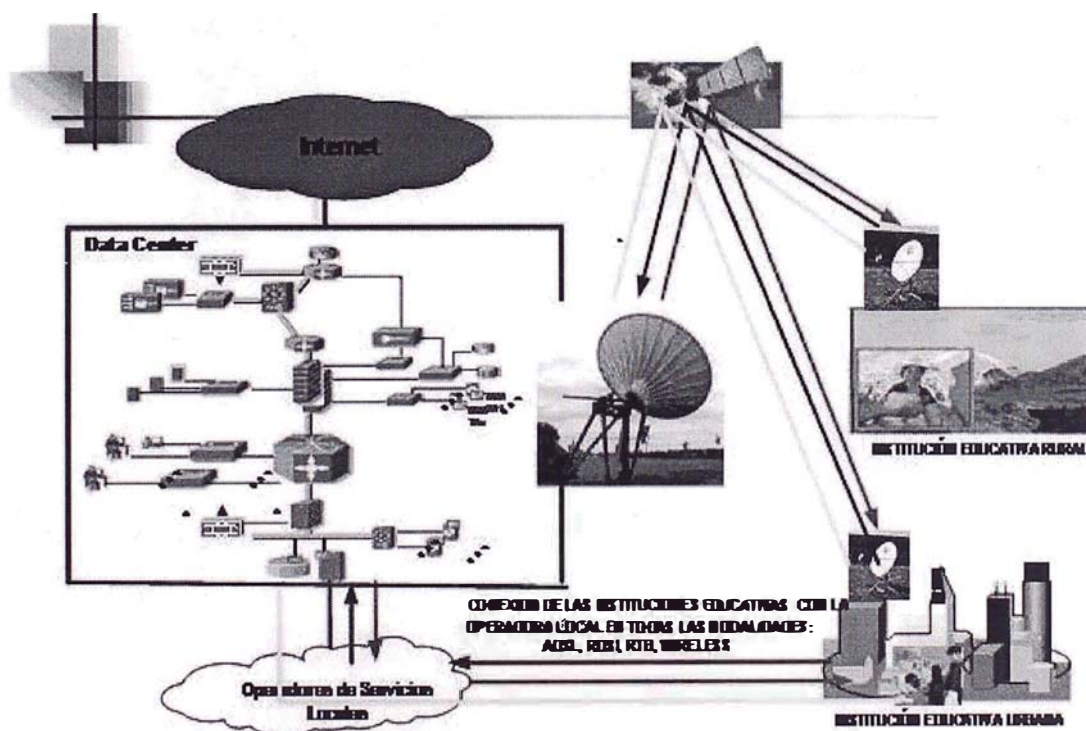 Internet
Data Center
INSTITUCIÓN EDUCATIVA RURAL
CONEXION DE LAS INSTITUCIONES EDUCATIVAS CON LA
OPERADORA LOCAL EN TODAS LAS MODALIDADES:
ADSL, RDSI, RTB, WIRELESS
Operadores de Servicios
Locales
INSTITUCIÓN EDUCATIVA URBANA